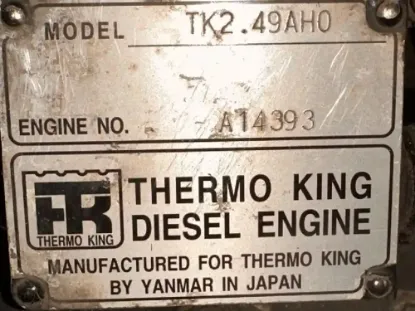 MODEL TK2.49AH0
ENGINE NO. - A14393
TK
THERMO KING
THERMO KING
DIESEL ENGINE
MANUFACTURED FOR THERMO KING
BY YANMAR IN JAPAN